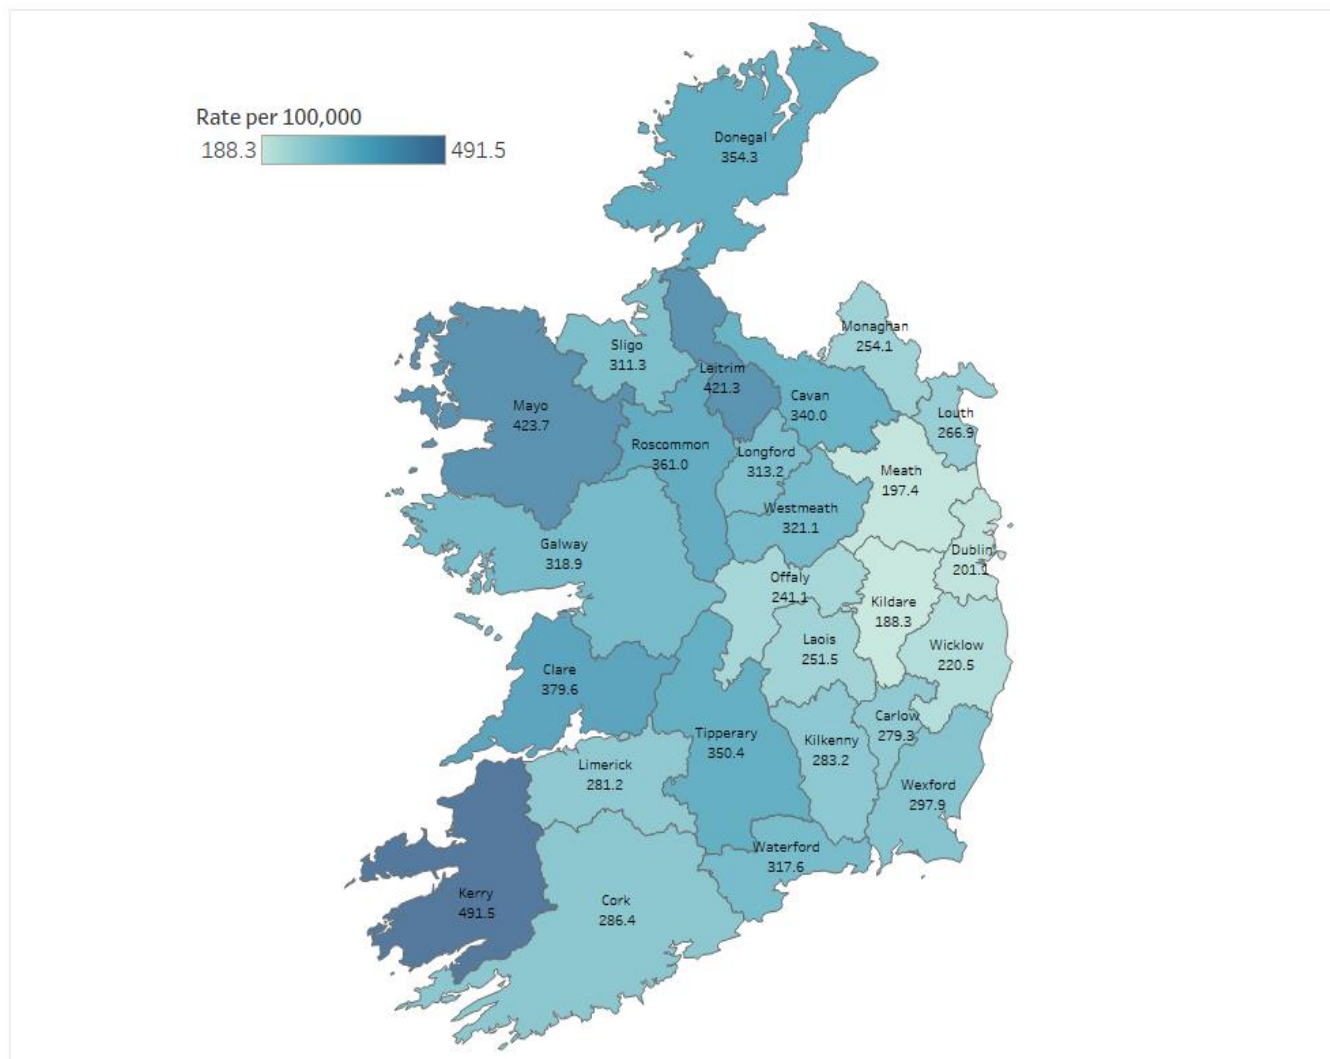 Rate per 100,000
188.3
491.5
Donegal
354.3
Monaghan
254.1
Sligo
311.3
Leitrim
421.3
Cavan
340.0
Mayo
423.7
Louth
266.9
Roscommon
361.0
Longford
313.2
Meath
197.4
Westmeath
321.1
Galway
318.9
Dublin
201.1
Offaly
241.1
Kildare
188.3
Laois
251.5
Wicklow
220.5
Clare
379.6
Carlow
279.3
Tipperary
350.4
Kilkenny
283.2
Limerick
281.2
Wexford
297.9
Waterford
317.6
Kerry
491.5
Cork
286.4